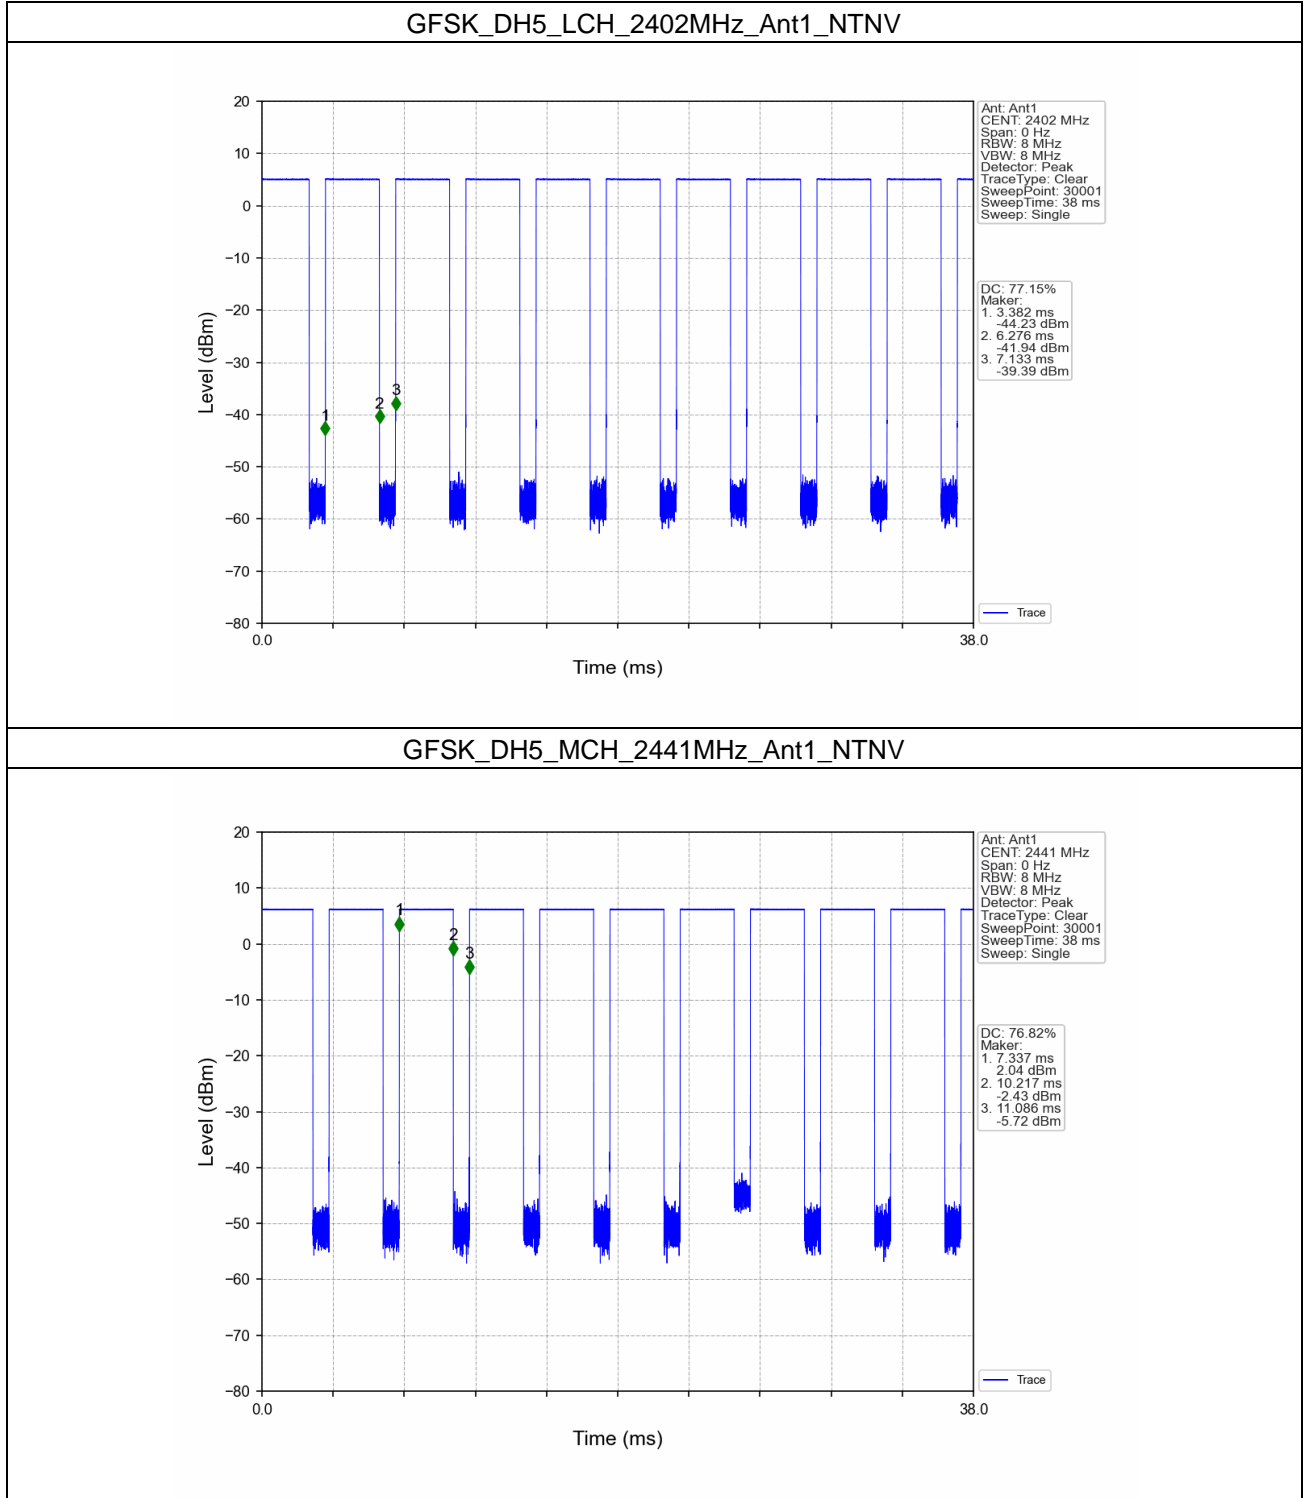 GFSK_DH5_LCH_2402MHz_Ant1_NTNV
20
10
0
−10
−20
−30
−40
−50
−60
−70
−80
Level (dBm)
1
2
3
0.0
38.0
Time (ms)
Ant: Ant1
CENT: 2402 MHz
Span: 0 Hz
RBW: 8 MHz
VBW: 8 MHz
Detector: Peak
TraceType: Clear
SweepPoint: 30001
SweepTime: 38 ms
Sweep: Single
DC: 77.15%
Maker:
1. 3.382 ms
-44.23 dBm
2. 6.276 ms
-41.94 dBm
3. 7.133 ms
-39.39 dBm
Trace
GFSK_DH5_MCH_2441MHz_Ant1_NTNV
20
10
0
−10
−20
−30
−40
−50
−60
−70
−80
Level (dBm)
1
2
3
0.0
38.0
Time (ms)
Ant: Ant1
CENT: 2441 MHz
Span: 0 Hz
RBW: 8 MHz
VBW: 8 MHz
Detector: Peak
TraceType: Clear
SweepPoint: 30001
SweepTime: 38 ms
Sweep: Single
DC: 76.82%
Maker:
1. 7.337 ms
2.04 dBm
2. 10.217 ms
-2.43 dBm
3. 11.086 ms
-5.72 dBm
Trace